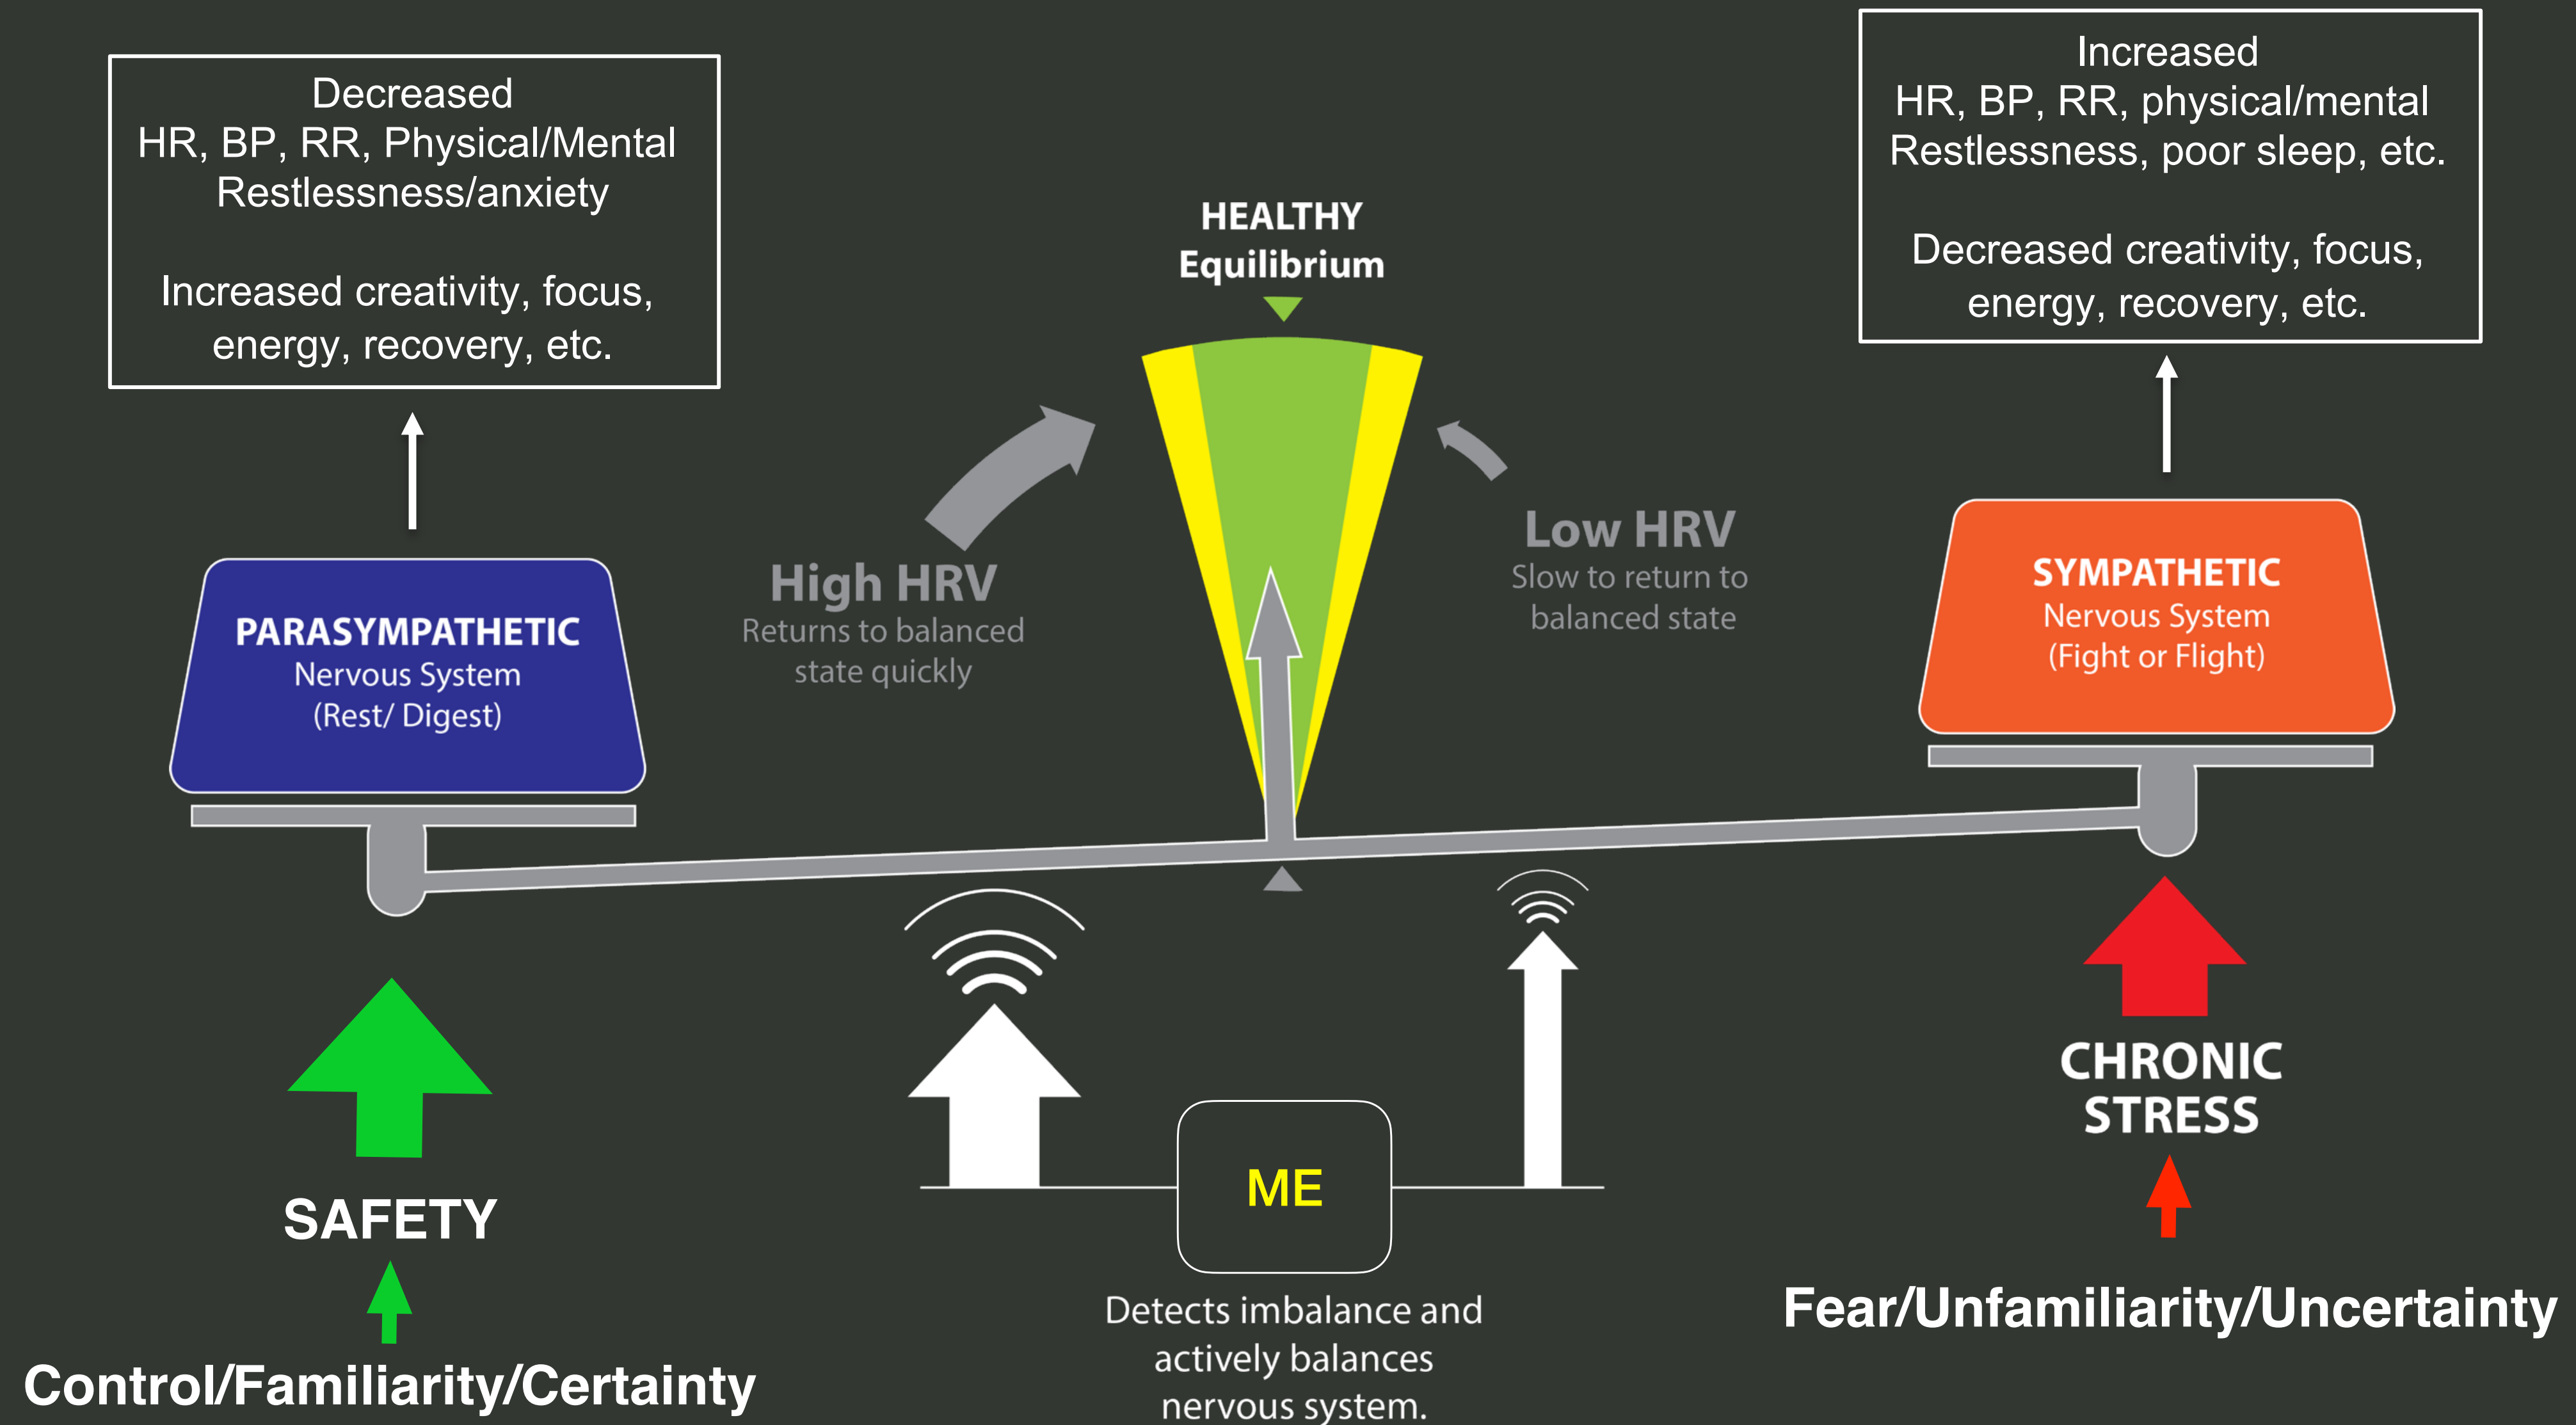 Decreased
HR, BP, RR, Physical/Mental
Restlessness/anxiety
Increased creativity, focus,
energy, recovery, etc.
Increased
HR, BP, RR, physical/mental
Restlessness, poor sleep, etc.
Decreased creativity, focus,
energy, recovery, etc.
HEALTHY
Equilibrium
High HRV
Returns to balanced
state quickly
Low HRV
Slow to return to
balanced state
PARASYMPATHETIC
Nervous System
(Rest/ Digest)
SYMPATHETIC
Nervous System
(Fight or Flight)
SAFETY
Control/Familiarity/Certainty
ME
Detects imbalance and
actively balances
nervous system.
CHRONIC
STRESS
Fear/Unfamiliarity/Uncertainty